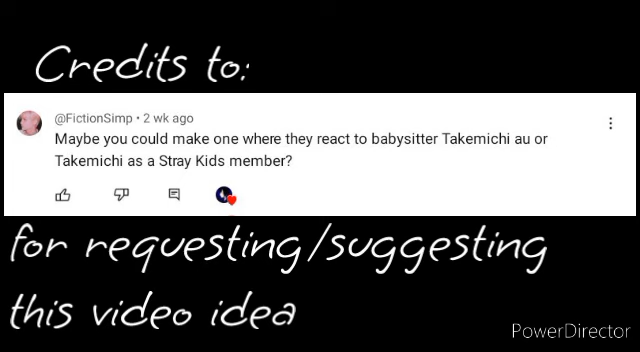 Credits to:
@FictionSimp • 2 wk ago
Maybe you could make one where they react to babysitter Takemichi au or
Takemichi as a Stray Kids member?
for requesting/suggesting
this video idea
PowerDirector